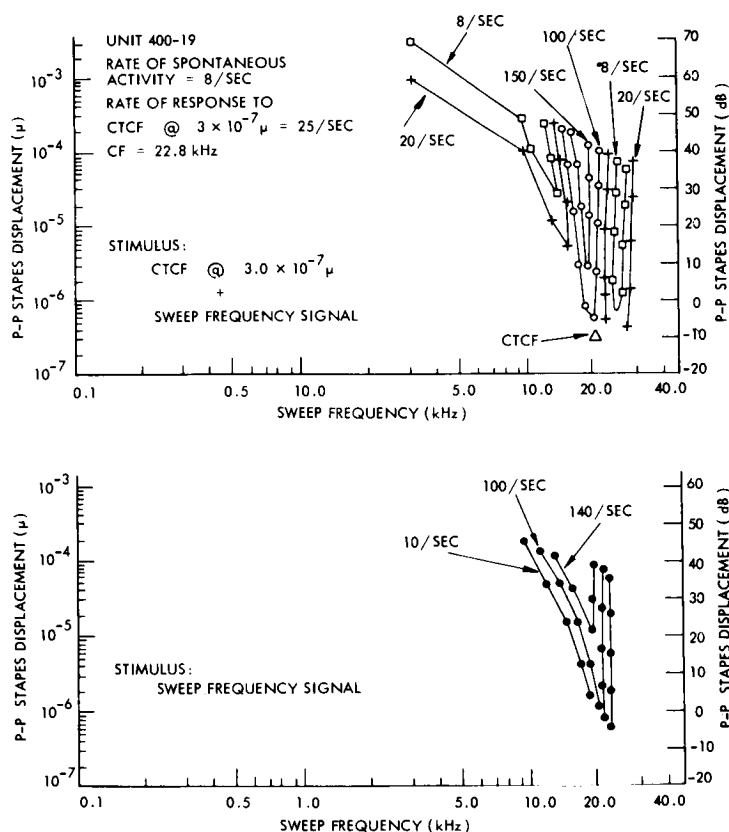 UNIT 400-19
RATE OF SPONTANEOUS
ACTIVITY = 8/SEC
RATE OF RESPONSE TO
CTCF @ 3 × 10⁻⁷ μ = 25/SEC
CF = 22.8 kHz
STIMULUS:
CTCF @ 3.0 × 10⁻⁷ μ
+
SWEEP FREQUENCY SIGNAL
8/SEC
20/SEC
150/SEC
100/SEC
8/SEC
20/SEC
CTCF
P-P STAPES DISPLACEMENT (μ)
10⁻³
10⁻⁴
10⁻⁵
10⁻⁶
10⁻⁷
70
60
50
40
30
20
10
0
-10
-20
P-P STAPES DISPLACEMENT (dB)
0.1 0.5 10.0 5.0 10.0 20.0 40.0
SWEEP FREQUENCY (kHz)
10/SEC
100/SEC
140/SEC
STIMULUS:
SWEEP FREQUENCY SIGNAL
P-P STAPES DISPLACEMENT (μ)
10⁻³
10⁻⁴
10⁻⁵
10⁻⁶
10⁻⁷
60
50
40
30
20
10
0
-10
-20
P-P STAPES DISPLACEMENT (dB)
0.1 0.5 1.0 5.0 10.0 20.0 40.0
SWEEP FREQUENCY (kHz)